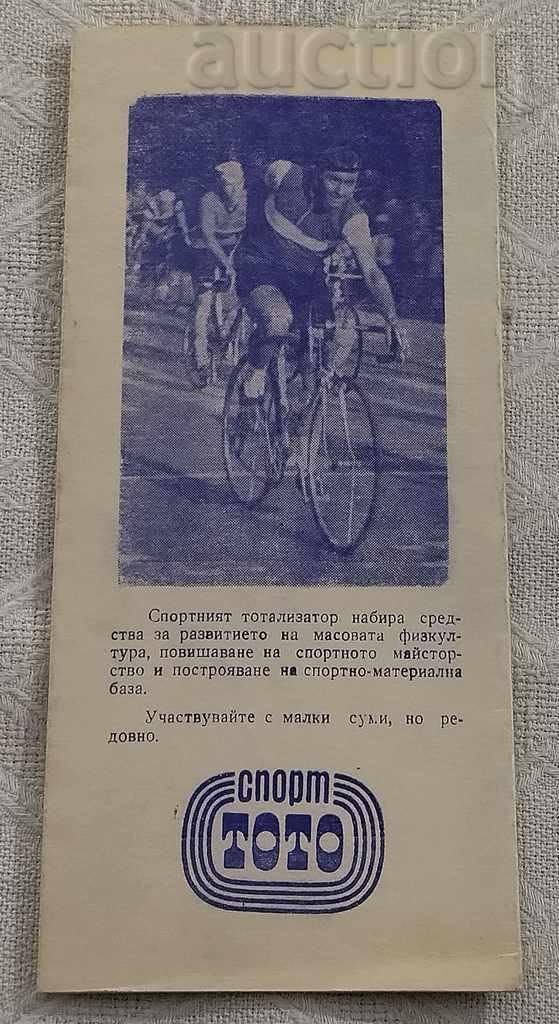 auction
Спортният тотализатор набира сред-
ства за развитието на масовата физкул-
тура, повишаване на спортното майстор-
ство и построяване на спортно-материална
база.
Участвувайте с малки суми, но ре-
довно.
спорт
ТОТО